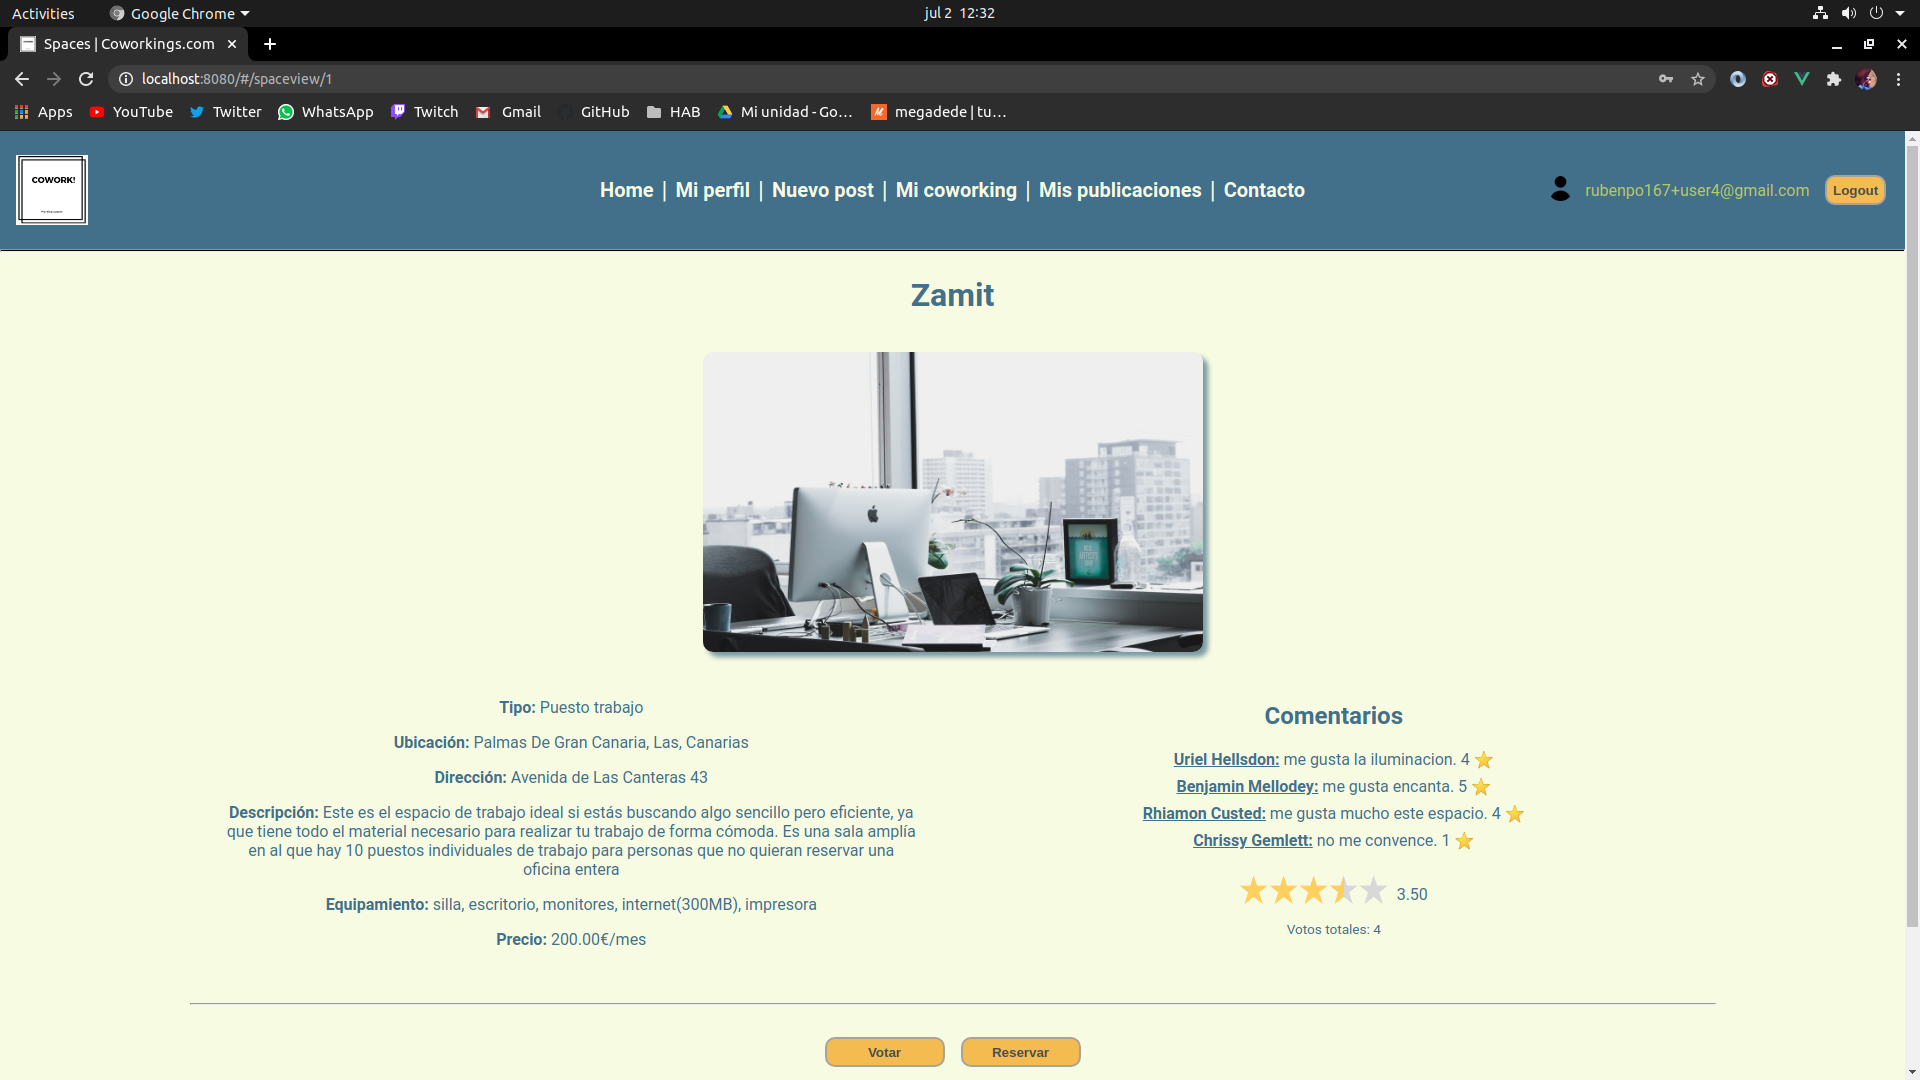 Activities
Google Chrome
jul 2 12:32
Spaces | Coworkings.com
localhost:8080/#/spaceview/1
Apps
YouTube
Twitter
WhatsApp
Twitch
Gmail
GitHub
HAB
Mi unidad - Go…
megadede | tu…
COWORK!
Home | Mi perfil | Nuevo post | Mi coworking | Mis publicaciones | Contacto
rubenpo167+user4@gmail.com
Logout
Zamit
Tipo: Puesto trabajo
Ubicación: Palmas De Gran Canaria, Las, Canarias
Dirección: Avenida de Las Canteras 43
Descripción: Este es el espacio de trabajo ideal si estás buscando algo sencillo pero eficiente, ya
que tiene todo el material necesario para realizar tu trabajo de forma cómoda. Es una sala amplía
en al que hay 10 puestos individuales de trabajo para personas que no quieran reservar una
oficina entera
Equipamiento: silla, escritorio, monitores, internet(300MB), impresora
Precio: 200.00€/mes
Comentarios
Uriel Hellsdon: me gusta la iluminacion. 4 ⭐
Benjamin Mellodey: me gusta encanta. 5 ⭐
Rhiamon Custed: me gusta mucho este espacio. 4 ⭐
Chrissy Gemlett: no me convence. 1 ⭐
3.50
Votos totales: 4
Votar
Reservar